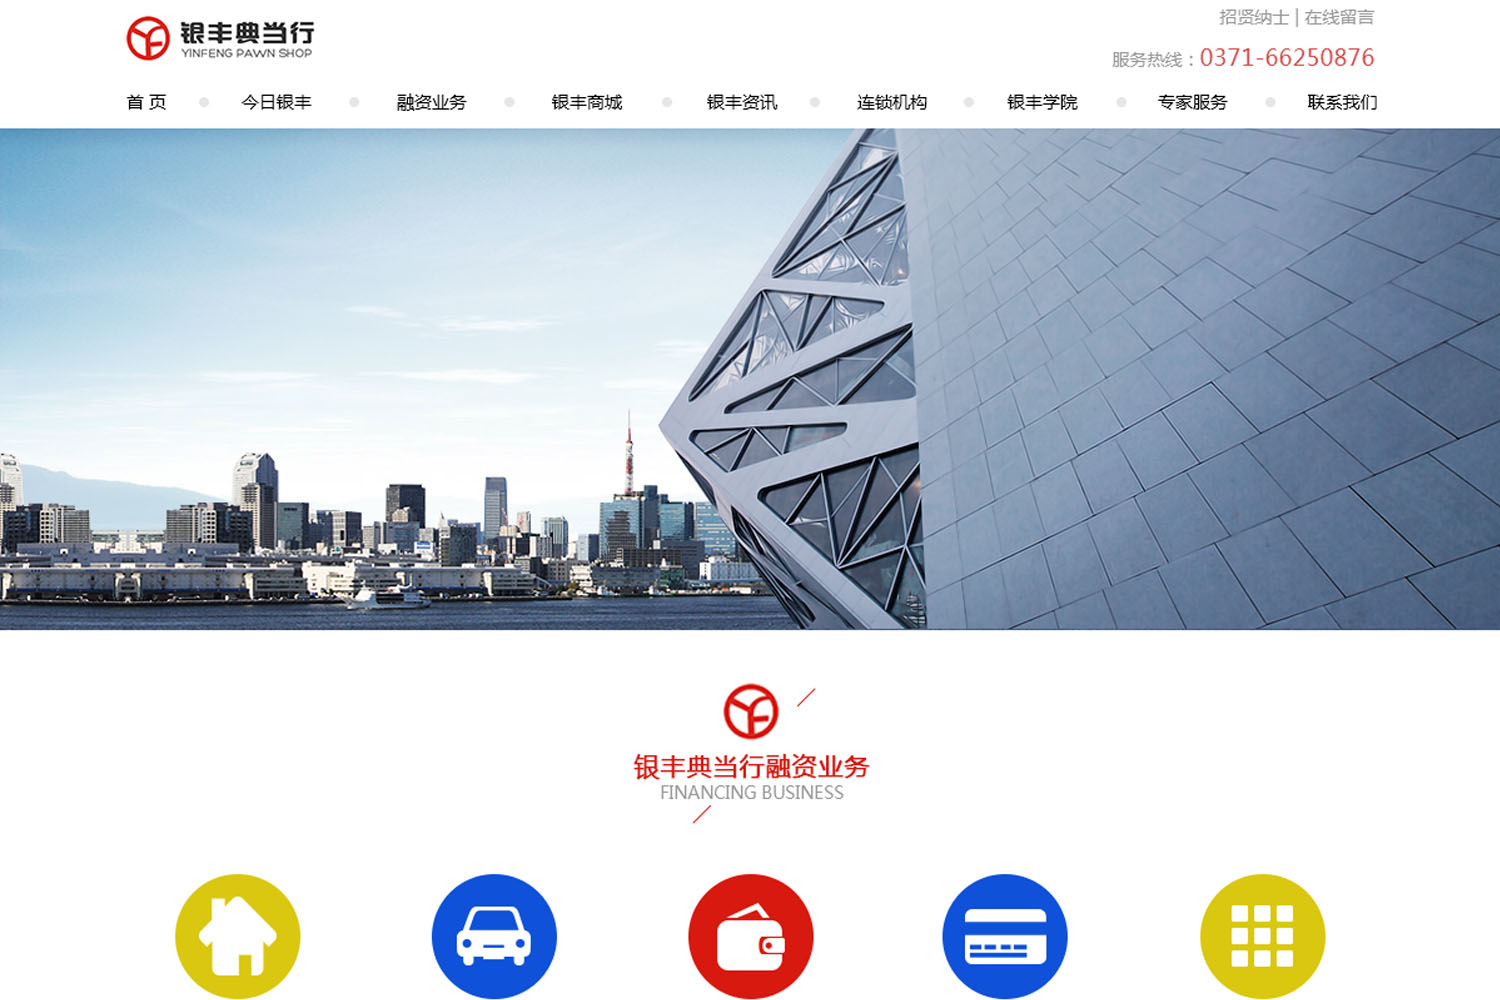 银丰典当行
YINFENG PAWN SHOP
招贤纳士 | 在线留言
服务热线：0371-66250876
首 页 今日银丰 融资业务 银丰商城 银丰资讯 连锁机构 银丰学院 专家服务 联系我们
银丰典当行融资业务
FINANCING BUSINESS